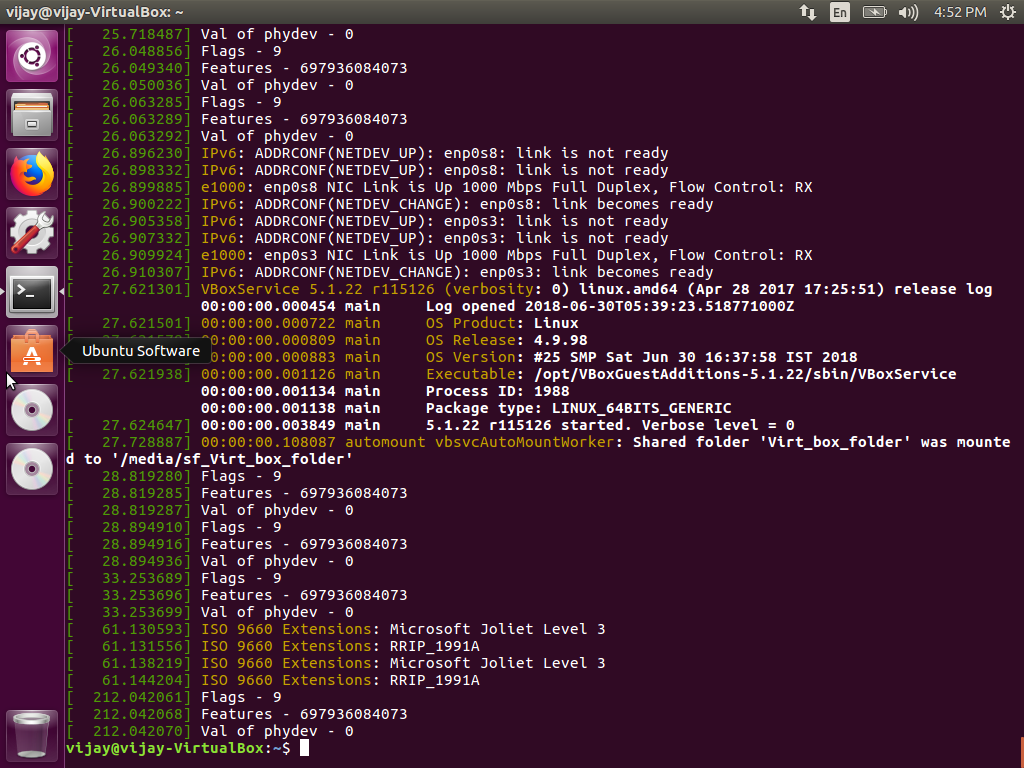 vijay@vijay-VirtualBox: ~ En 4:52 PM
[   25.718487] Val of phydev - 0
[   26.048856] Flags - 9
[   26.049340] Features - 697936084073
[   26.050036] Val of phydev - 0
[   26.063285] Flags - 9
[   26.063289] Features - 697936084073
[   26.063292] Val of phydev - 0
[   26.896230] IPv6: ADDRCONF(NETDEV_UP): enp0s8: link is not ready
[   26.898332] IPv6: ADDRCONF(NETDEV_UP): enp0s8: link is not ready
[   26.899885] e1000: enp0s8 NIC Link is Up 1000 Mbps Full Duplex, Flow Control: RX
[   26.900222] IPv6: ADDRCONF(NETDEV_CHANGE): enp0s8: link becomes ready
[   26.905358] IPv6: ADDRCONF(NETDEV_UP): enp0s3: link is not ready
[   26.907332] IPv6: ADDRCONF(NETDEV_UP): enp0s3: link is not ready
[   26.909924] e1000: enp0s3 NIC Link is Up 1000 Mbps Full Duplex, Flow Control: RX
[   26.910307] IPv6: ADDRCONF(NETDEV_CHANGE): enp0s3: link becomes ready
[   27.621301] VBoxService 5.1.22 r115126 (verbosity: 0) linux.amd64 (Apr 28 2017 17:25:51) release log
               00:00:00.000454 main     Log opened 2018-06-30T05:39:23.518771000Z
[   27.621501] 00:00:00.000722 main     OS Product: Linux
00:00:00.000809 main     OS Release: 4.9.98
Ubuntu Software 00:00:00.000883 main     OS Version: #25 SMP Sat Jun 30 16:37:58 IST 2018
[   27.621938] 00:00:00.001126 main     Executable: /opt/VBoxGuestAdditions-5.1.22/sbin/VBoxService
               00:00:00.001134 main     Process ID: 1988
               00:00:00.001138 main     Package type: LINUX_64BITS_GENERIC
[   27.624647] 00:00:00.003849 main     5.1.22 r115126 started. Verbose level = 0
[   27.728887] 00:00:00.108087 automount vbsvcAutoMountWorker: Shared folder 'Virt_box_folder' was mounte
d to '/media/sf_Virt_box_folder'
[   28.819280] Flags - 9
[   28.819285] Features - 697936084073
[   28.819287] Val of phydev - 0
[   28.894910] Flags - 9
[   28.894916] Features - 697936084073
[   28.894936] Val of phydev - 0
[   33.253689] Flags - 9
[   33.253696] Features - 697936084073
[   33.253699] Val of phydev - 0
[   61.130593] ISO 9660 Extensions: Microsoft Joliet Level 3
[   61.131556] ISO 9660 Extensions: RRIP_1991A
[   61.138219] ISO 9660 Extensions: Microsoft Joliet Level 3
[   61.144204] ISO 9660 Extensions: RRIP_1991A
[  212.042061] Flags - 9
[  212.042068] Features - 697936084073
[  212.042070] Val of phydev - 0
vijay@vijay-VirtualBox:~$